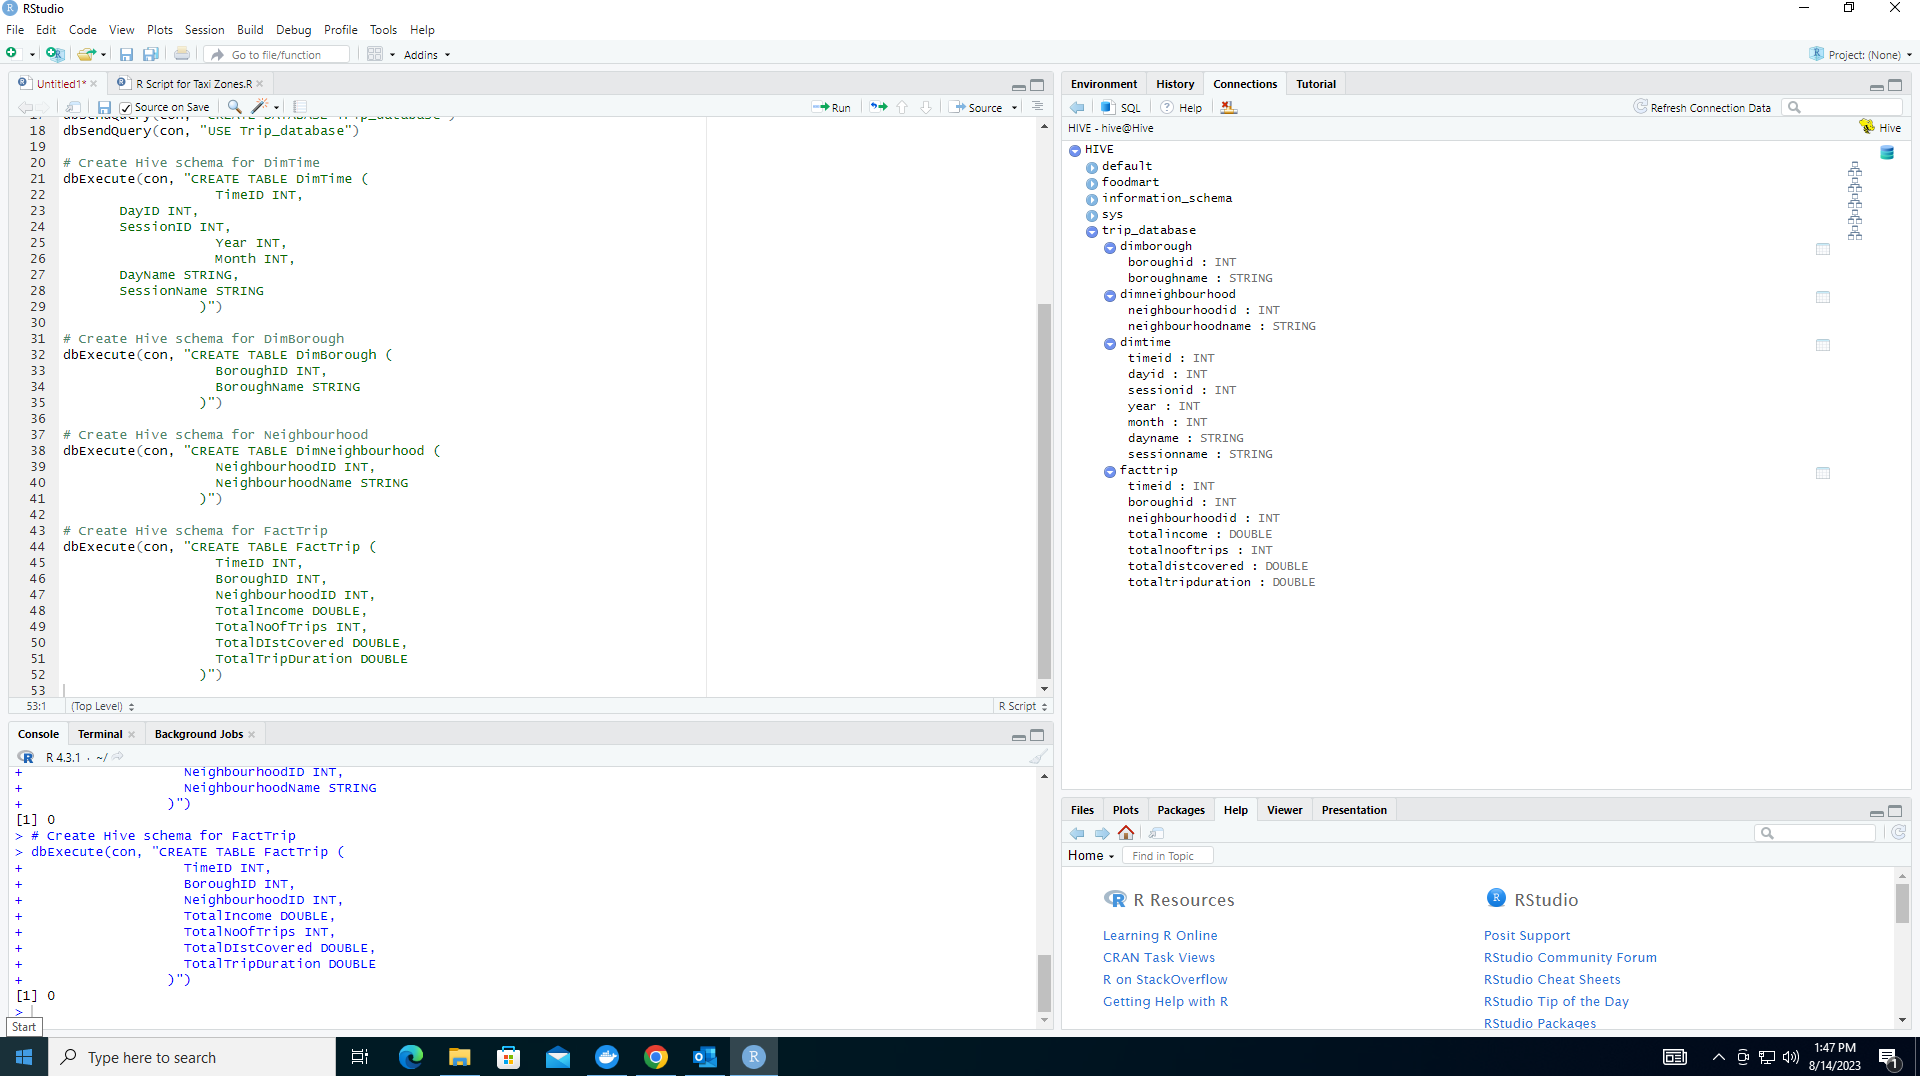 RStudio
File Edit Code View Plots Session Build Debug Profile Tools Help
Go to file/function Addins Project: (None)
Untitled1* R Script for Taxi Zones.R
Source on Save Run Source
18 dbSendQuery(con, "USE Trip_database")
19
20 # Create Hive schema for DimTime
21 dbExecute(con, "CREATE TABLE DimTime (
22 TimeID INT,
23 DayID INT,
24 SessionID INT,
25 Year INT,
26 Month INT,
27 DayName STRING,
28 SessionName STRING
29 )")
30
31 # Create Hive schema for DimBorough
32 dbExecute(con, "CREATE TABLE DimBorough (
33 BoroughID INT,
34 BoroughName STRING
35 )")
36
37 # Create Hive schema for Neighbourhood
38 dbExecute(con, "CREATE TABLE DimNeighbourhood (
39 NeighbourhoodID INT,
40 NeighbourhoodName STRING
41 )")
42
43 # Create Hive schema for FactTrip
44 dbExecute(con, "CREATE TABLE FactTrip (
45 TimeID INT,
46 BoroughID INT,
47 NeighbourhoodID INT,
48 TotalIncome DOUBLE,
49 TotalNoOfTrips INT,
50 TotalDIstCovered DOUBLE,
51 TotalTripDuration DOUBLE
52 )")
53
53:1 (Top Level) R Script
Console Terminal Background Jobs
R 4.3.1 · ~/
+ NeighbourhoodID INT,
+ NeighbourhoodName STRING
+ )")
[1] 0
> # Create Hive schema for FactTrip
> dbExecute(con, "CREATE TABLE FactTrip (
+ TimeID INT,
+ BoroughID INT,
+ NeighbourhoodID INT,
+ TotalIncome DOUBLE,
+ TotalNoOfTrips INT,
+ TotalDIstCovered DOUBLE,
+ TotalTripDuration DOUBLE
+ )")
[1] 0
>
Start
Environment History Connections Tutorial
SQL Help Refresh Connection Data
HIVE - hive@Hive Hive
HIVE
default
foodmart
information_schema
sys
trip_database
dimborough
boroughid : INT
boroughname : STRING
dimneighbourhood
neighbourhoodid : INT
neighbourhoodname : STRING
dimtime
timeid : INT
dayid : INT
sessionid : INT
year : INT
month : INT
dayname : STRING
sessionname : STRING
facttrip
timeid : INT
boroughid : INT
neighbourhoodid : INT
totalincome : DOUBLE
totalnooftrips : INT
totaldistcovered : DOUBLE
totaltripduration : DOUBLE
Files Plots Packages Help Viewer Presentation
Home Find in Topic
R Resources
Learning R Online
CRAN Task Views
R on StackOverflow
Getting Help with R
RStudio
Posit Support
RStudio Community Forum
RStudio Cheat Sheets
RStudio Tip of the Day
RStudio Packages
Type here to search
1:47 PM
8/14/2023
1